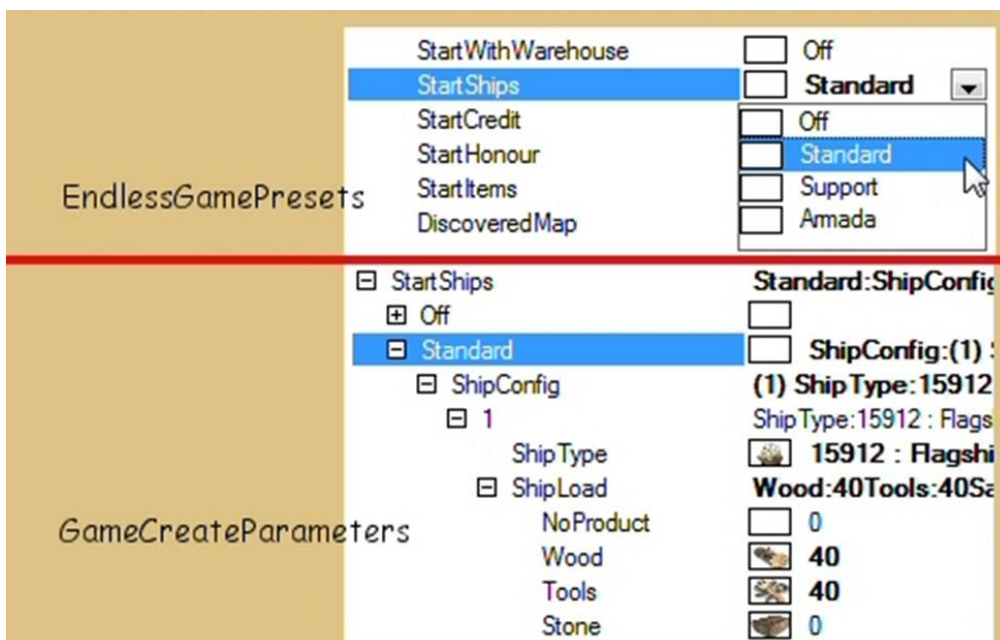 StartWithWarehouse Off
StartShips Standard
StartCredit Off
StartHonour Standard
EndlessGamePresets StartItems Support
DiscoveredMap Armada
StartShips Standard:ShipConfig
Off
Standard ShipConfig:(1)
ShipConfig (1) ShipType:15912
1 ShipType:15912 : Flags
ShipType 15912 : Flagshi
ShipLoad Wood:40Tools:40Sa
GameCreateParameters NoProduct 0
Wood 40
Tools 40
Stone 0